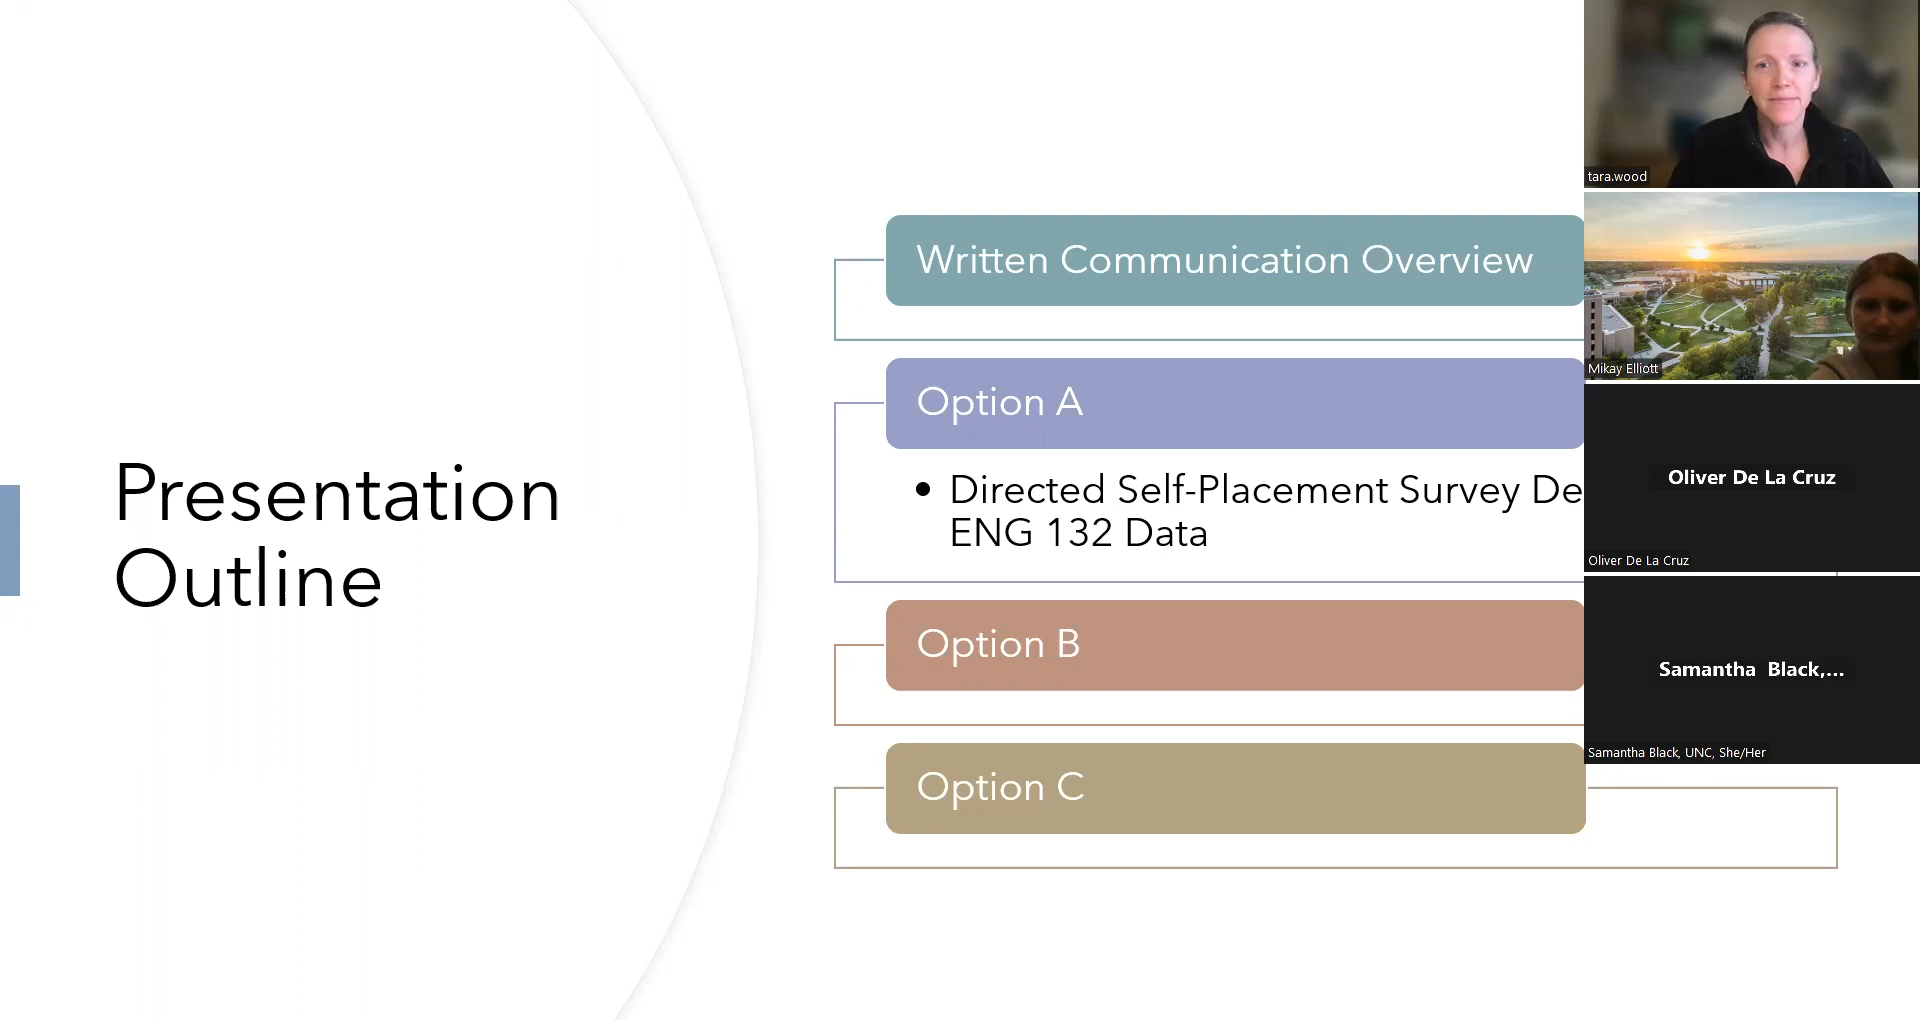 Presentation
Outline
Written Communication Overview
Option A
• Directed Self-Placement Survey De
ENG 132 Data
Option B
Option C
tara.wood
Mikay Elliott
Oliver De La Cruz
Oliver De La Cruz
Samantha Black,...
Samantha Black, UNC, She/Her